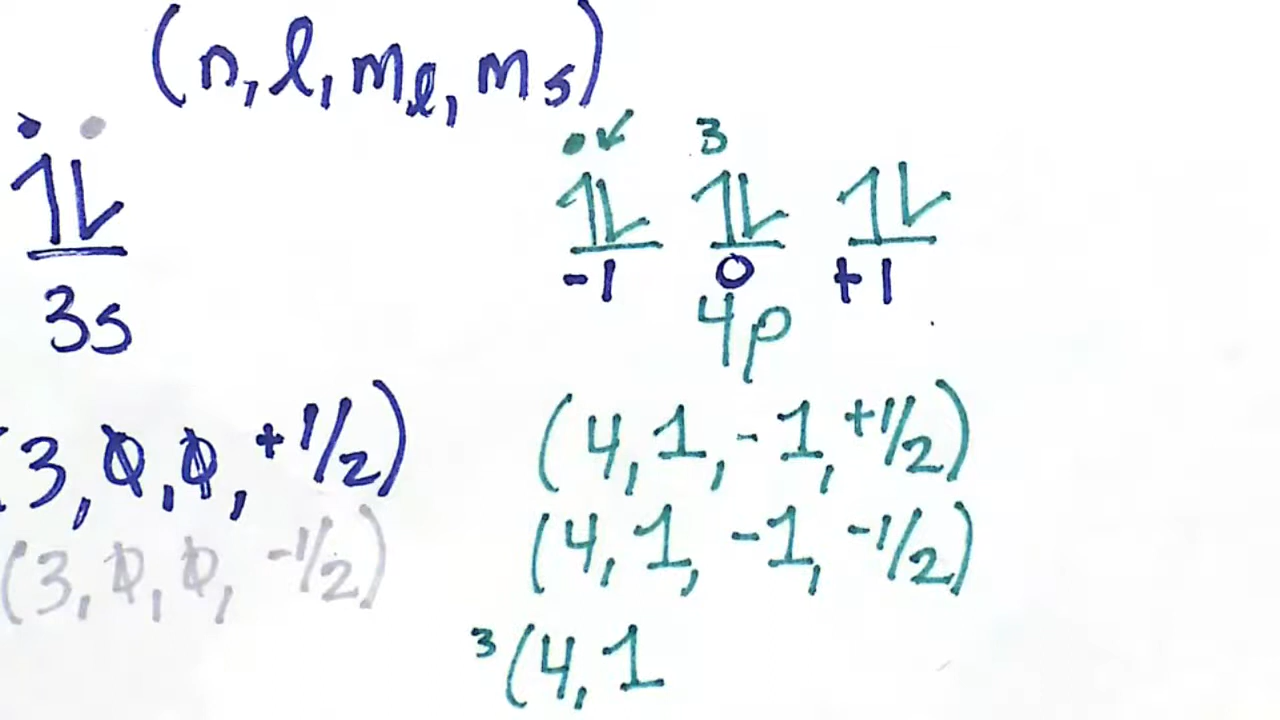 (n, l, mₗ, mₛ)
• •
↿⇂
3s
(3, 0, 0, +1/2)
(3, 0, 0, -1/2)
• ✓ 3
↿⇂ ↿⇂ ↿⇂
-1 0 +1
4p
(4, 1, -1, +1/2)
(4, 1, -1, -1/2)
3 (4, 1